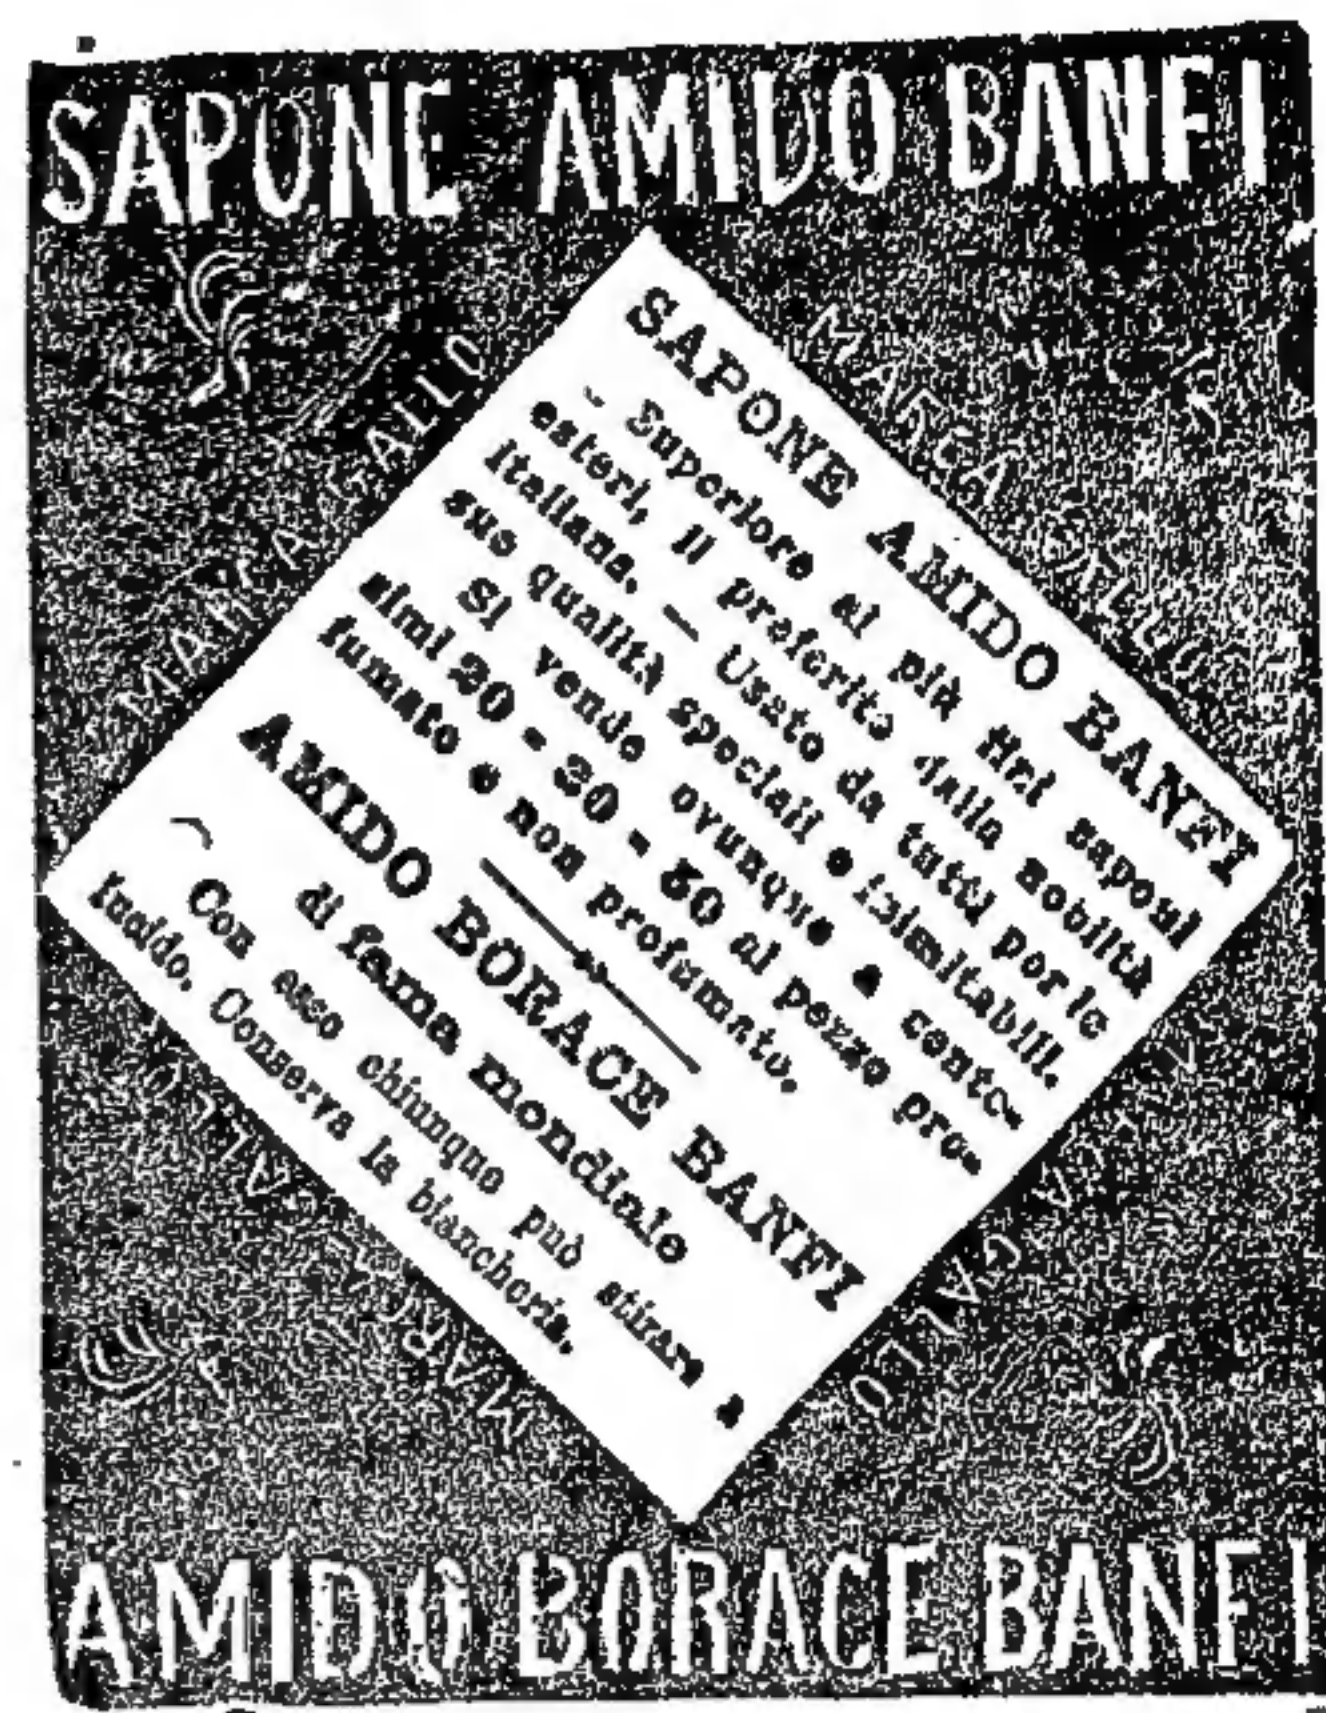 SAPONE AMIDO BANFI
MARCA GALLO
MARCA GALLO
SAPONE AMIDO BANFI
- Superiore ai più fini saponi
esteri, il preferito dalla nobiltà
italiana. — Usato da tutti per le
sue qualità speciali e inimitabili.
Si vende ovunque a cente-
simi 20 - 30 - 50 al pezzo pro-
fumato e non profumato.
AMIDO BORACE BANFI
di fama mondiale
Con esso chiunque può stirare a
lucido. Conserva la biancheria.
MARCA GALLO
MARCA GALLO
AMIDO BORACE BANFI